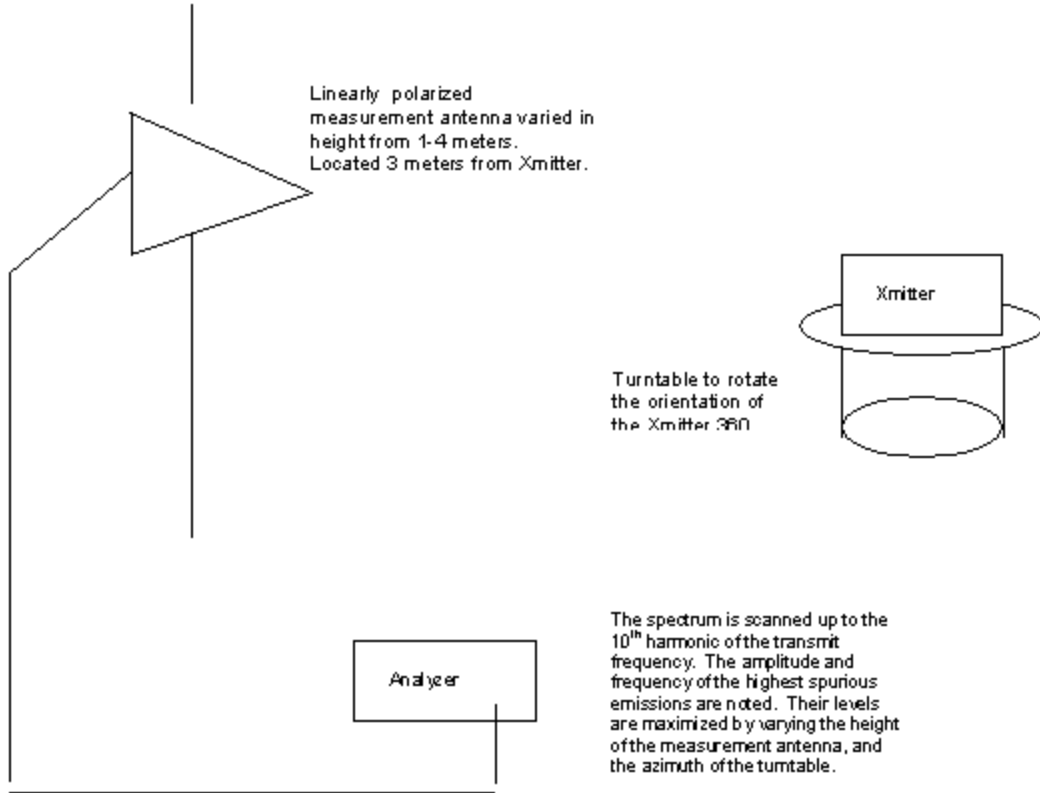 Linearly polarized
measurement antenna varied in
height from 1-4 meters.
Located 3 meters from Xmitter.
Xmitter
Turntable to rotate
the orientation of
the Xmitter 360
Analyzer
The spectrum is scanned up to the
10th harmonic of the transmit
frequency. The amplitude and
frequency of the highest spurious
emissions are noted. Their levels
are maximized by varying the height
of the measurement antenna, and
the azimuth of the turntable.